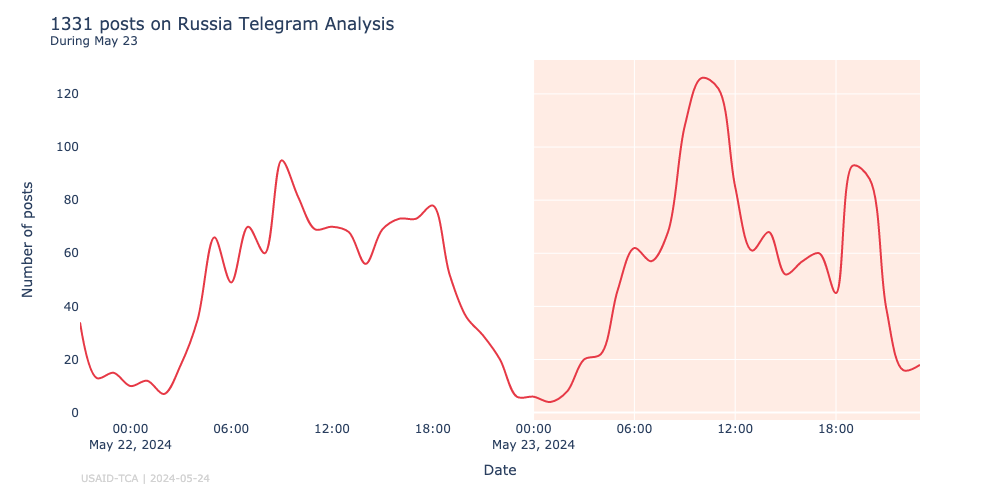 1331 posts on Russia Telegram Analysis
During May 23
Number of posts
120
100
80
60
40
20
0
00:00 06:00 12:00 18:00 00:00 06:00 12:00 18:00
May 22, 2024 May 23, 2024
Date
USAID-TCA | 2024-05-24